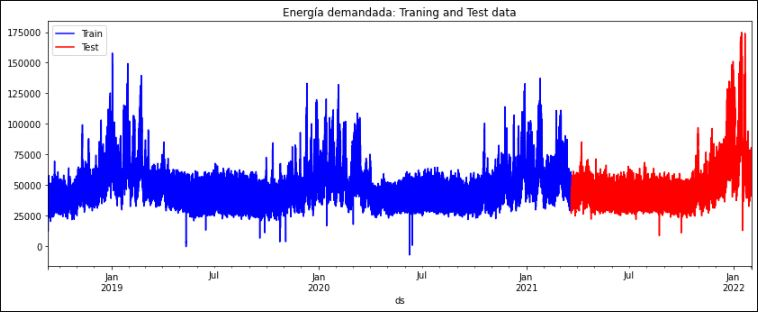 Energía demandada: Traning and Test data
Train
Test
175000
150000
125000
100000
75000
50000
25000
0
Jan
2019
Jul
Jan
2020
Jul
Jan
2021
Jul
Jan
2022
ds